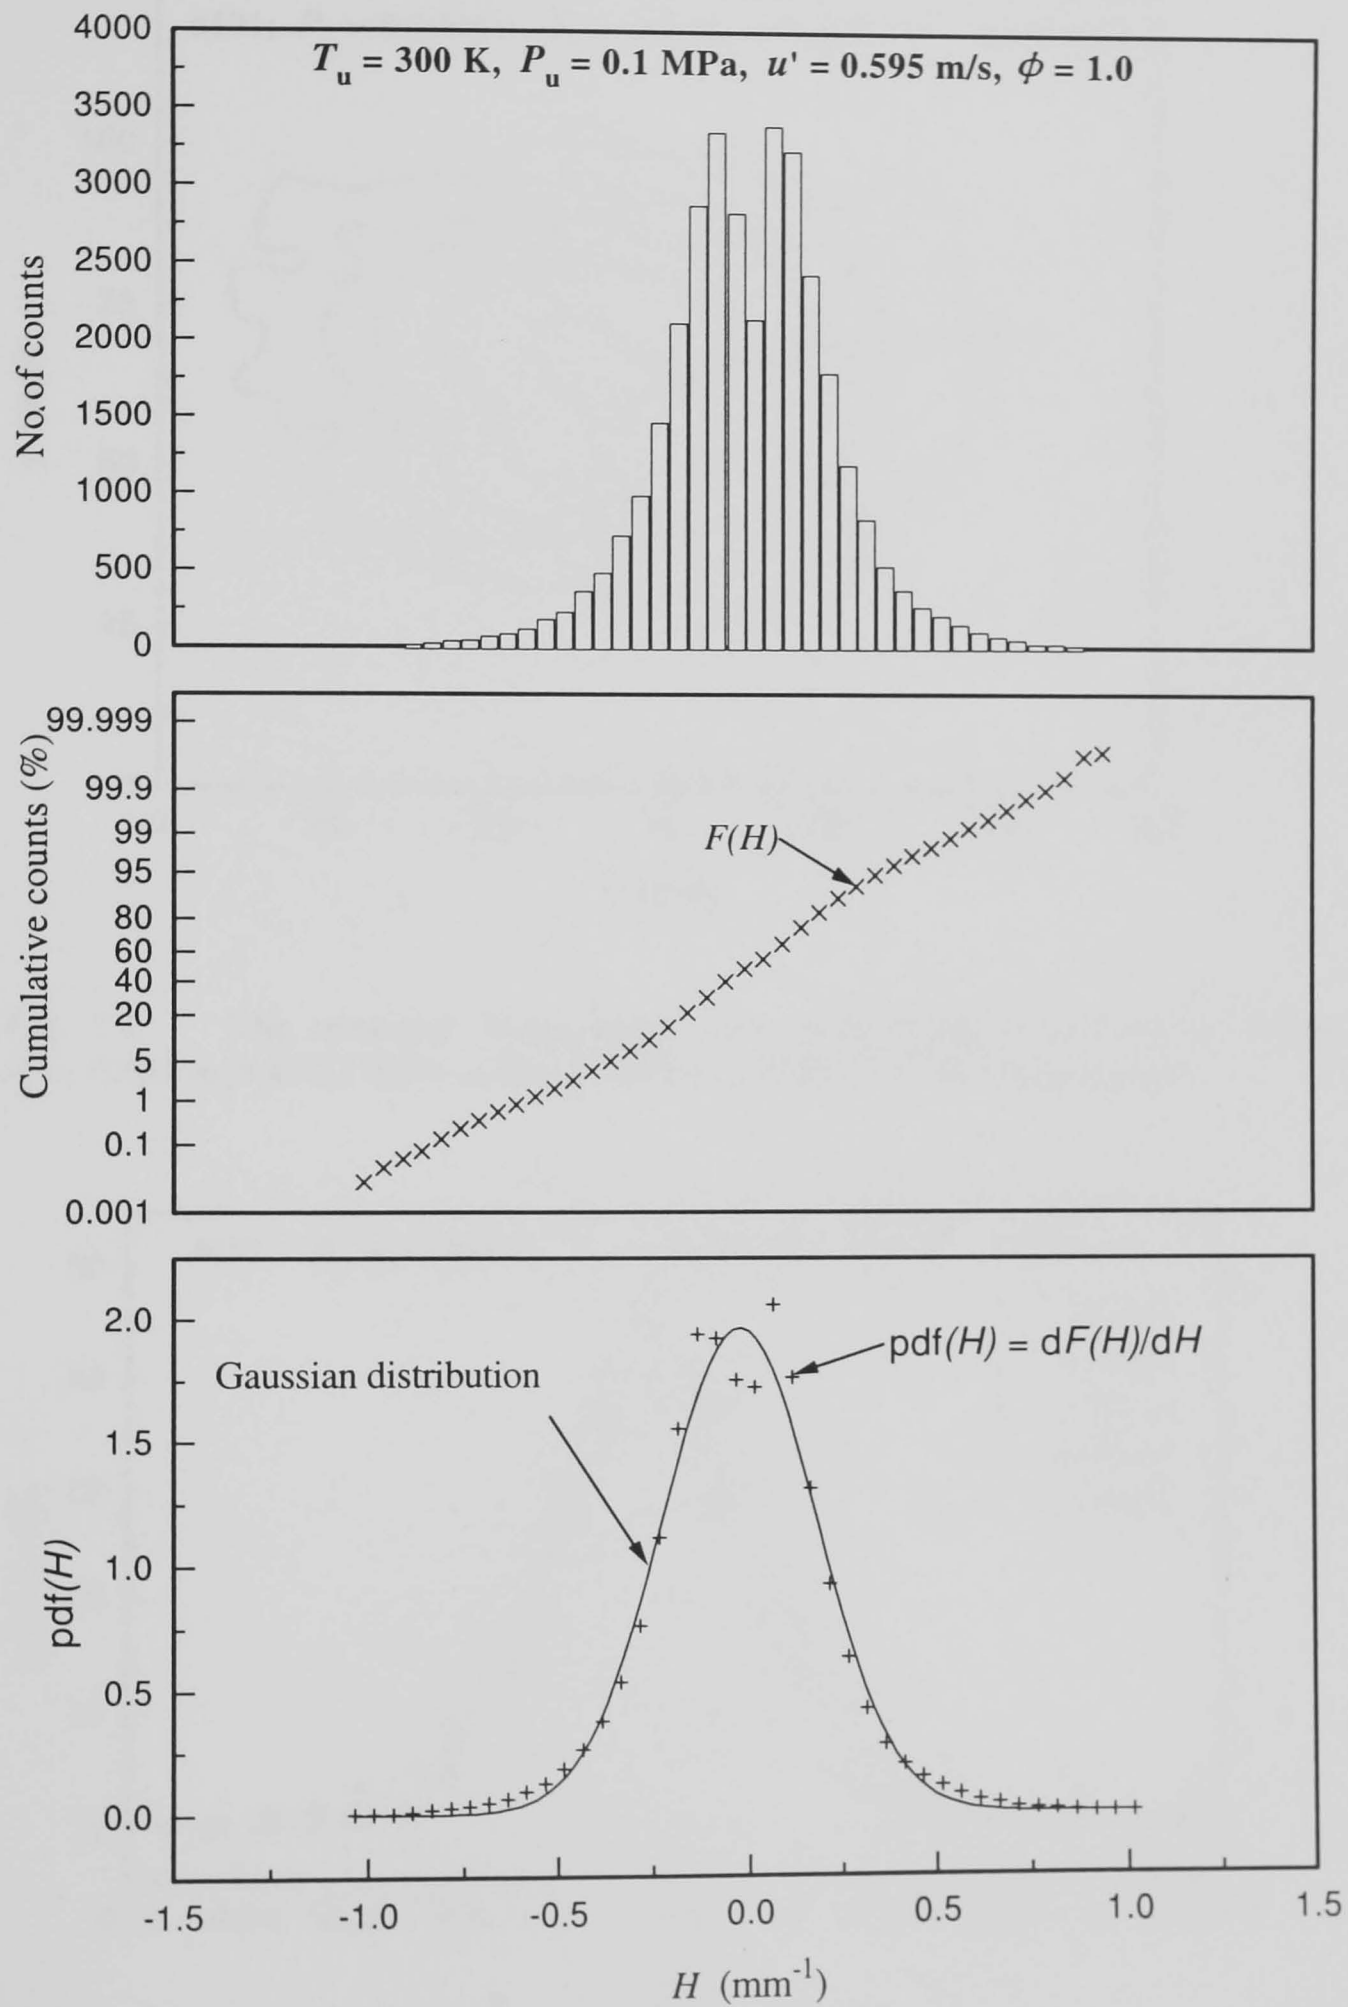 T_u = 300 K, P_u = 0.1 MPa, u' = 0.595 m/s, ϕ = 1.0
4000
3500
3000
2500
2000
1500
1000
500
0
No. of counts
99.999
99.9
99
95
80
60
40
20
5
1
0.1
0.001
Cumulative counts (%)
F(H)
2.0
1.5
1.0
0.5
0.0
pdf(H)
Gaussian distribution
pdf(H) = dF(H)/dH
-1.5 -1.0 -0.5 0.0 0.5 1.0 1.5
H (mm⁻¹)